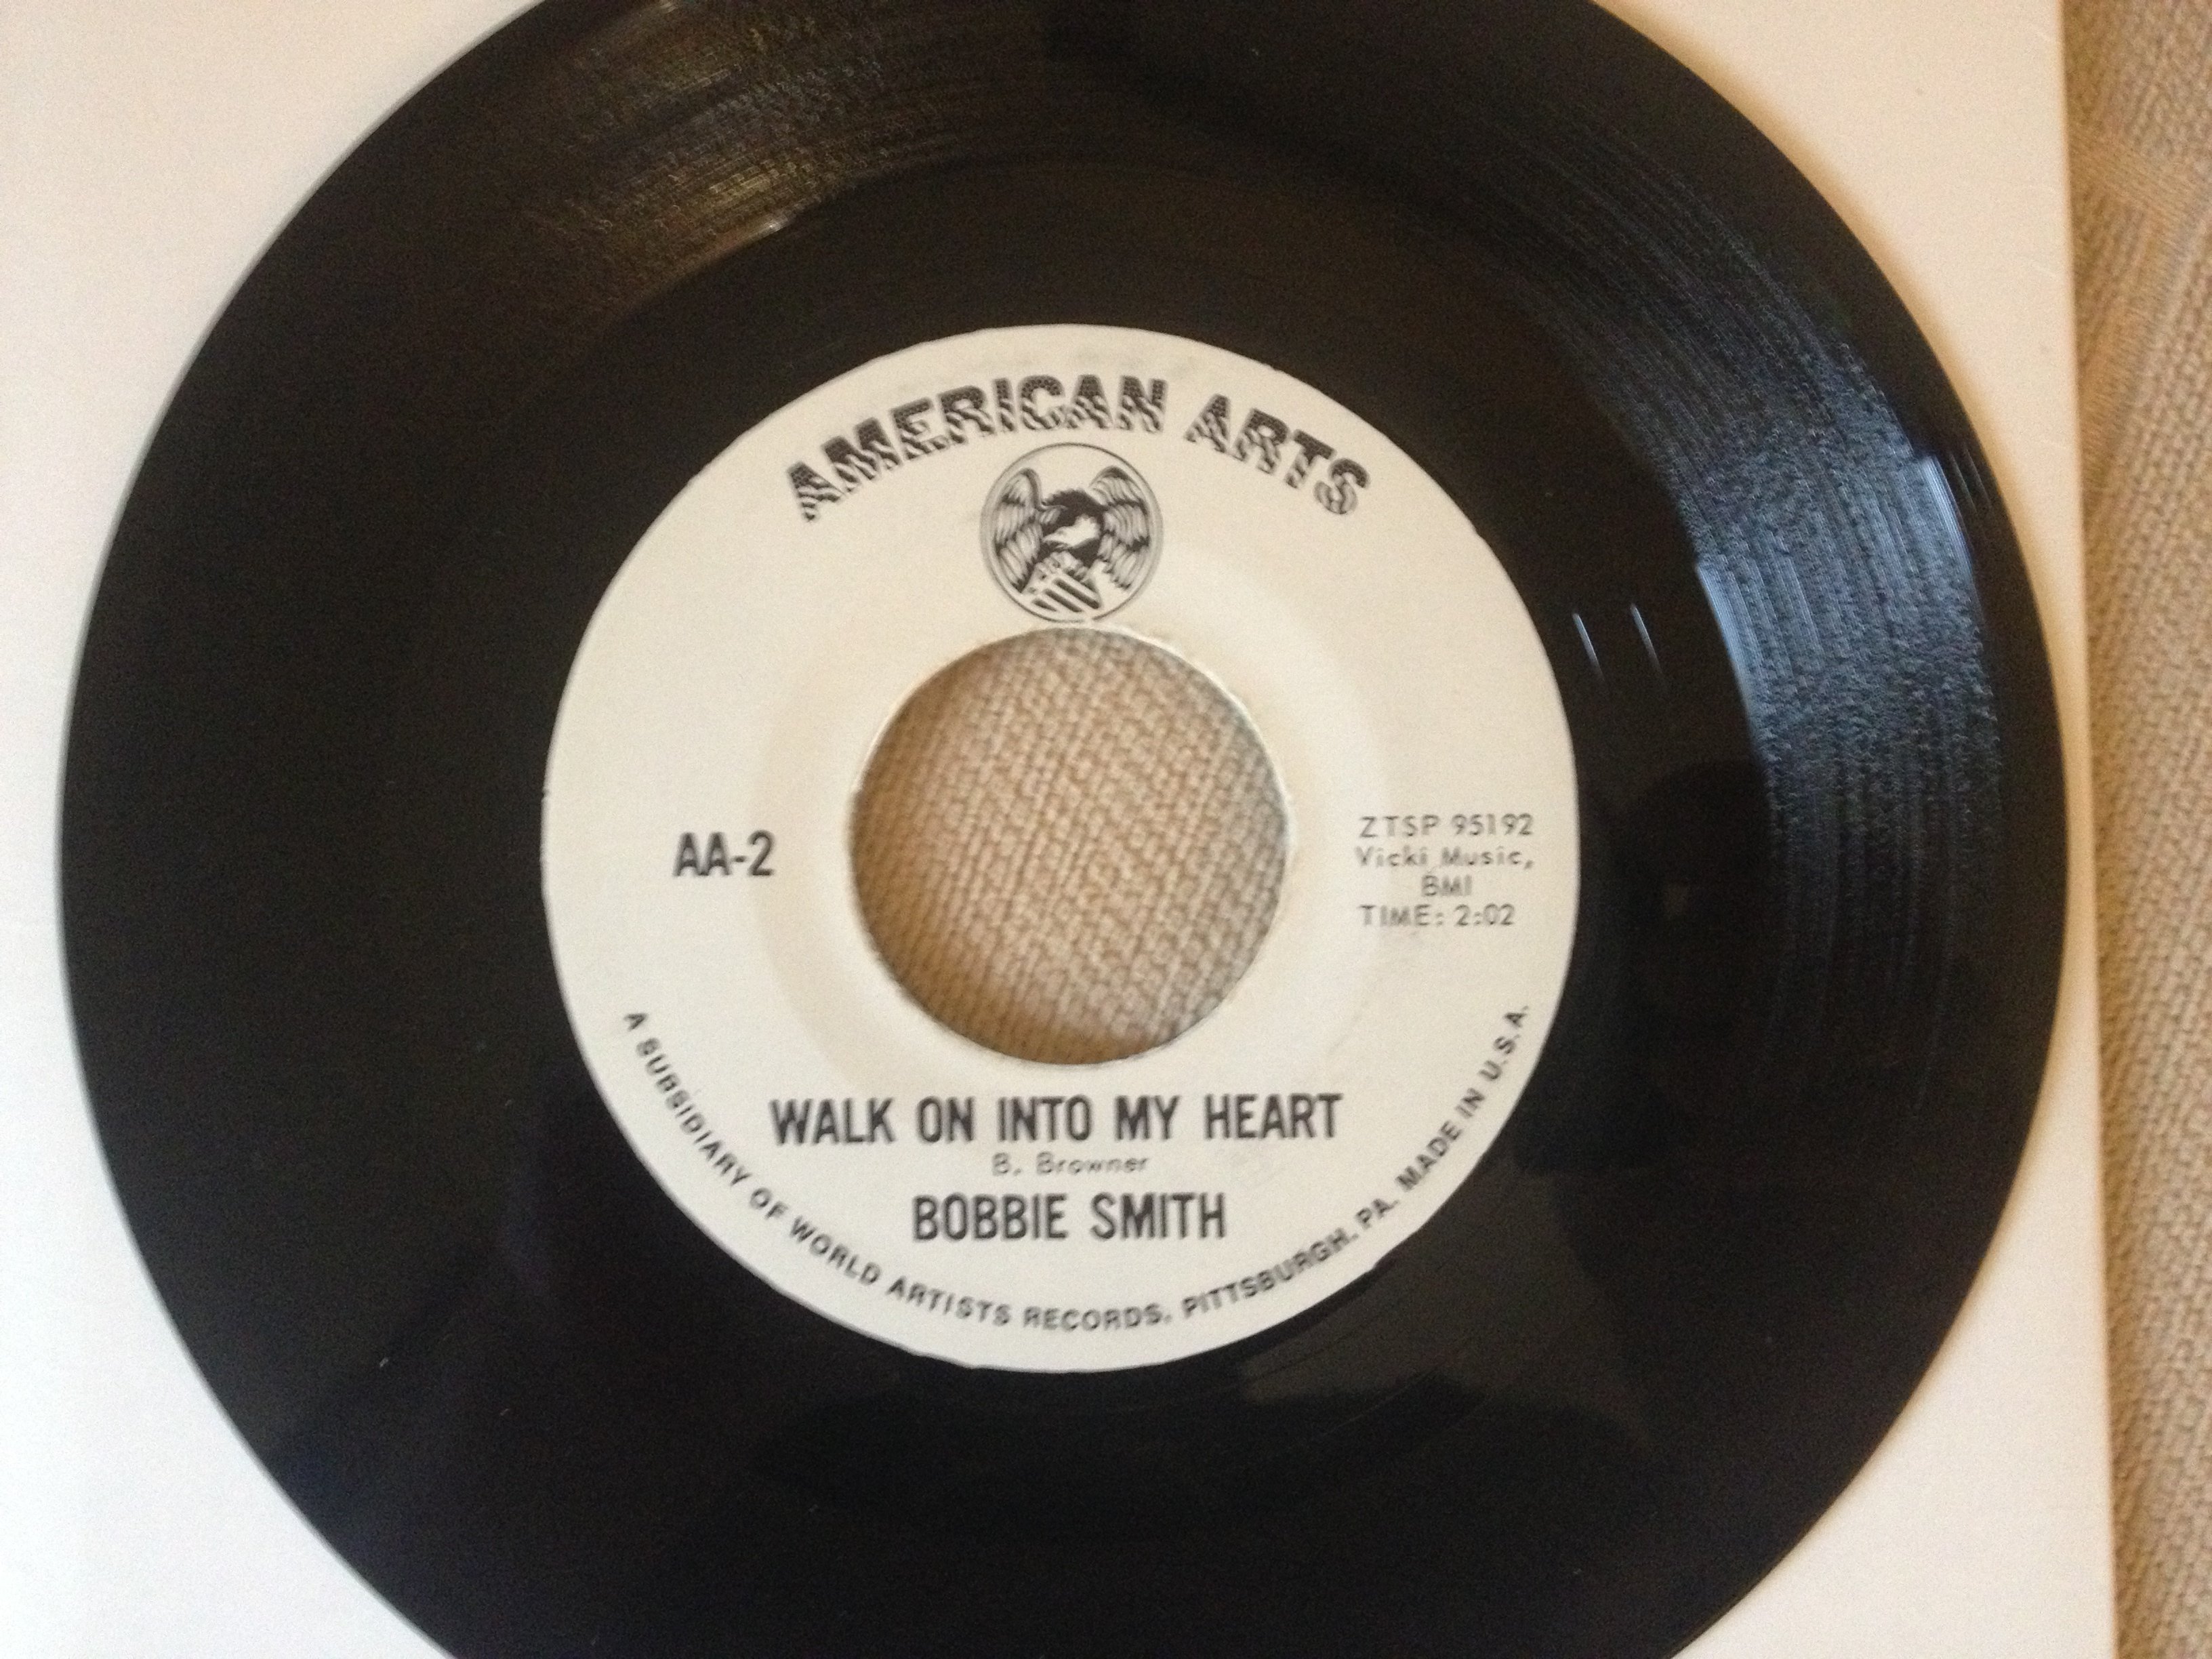 AMERICAN ARTS
AA-2
ZTSP 95192
Vicki Music,
BMI
TIME: 2:02
WALK ON INTO MY HEART
B. Browner
BOBBIE SMITH
A SUBSIDIARY OF WORLD ARTISTS RECORDS, PITTSBURGH, PA. MADE IN U.S.A.